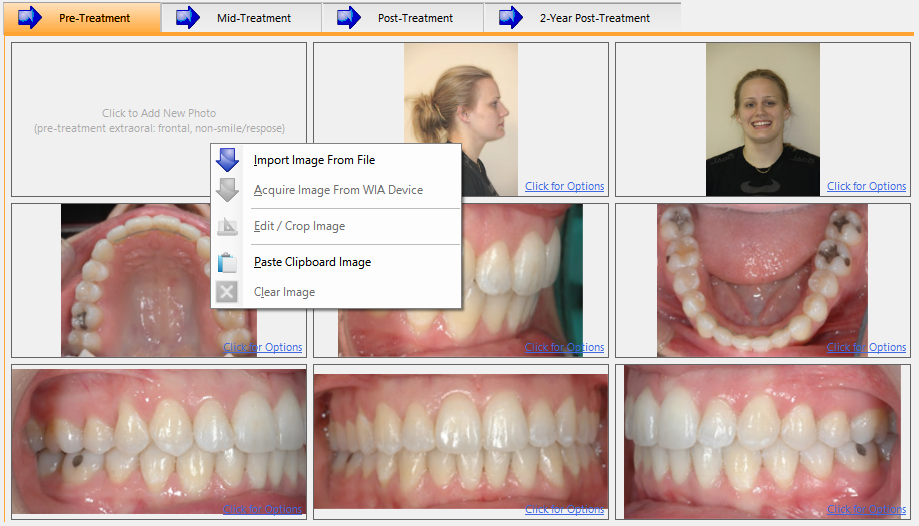 Pre-Treatment
Mid-Treatment
Post-Treatment
2-Year Post-Treatment
Click to Add New Photo
(pre-treatment extraoral: frontal, non-smile/respose)
Click for Options
Click for Options
Import Image From File
Acquire Image From WIA Device
Edit / Crop Image
Paste Clipboard Image
Clear Image
Click for Options
Click for Options
Click for Options
Click for Options
Click for Options
Click for Options